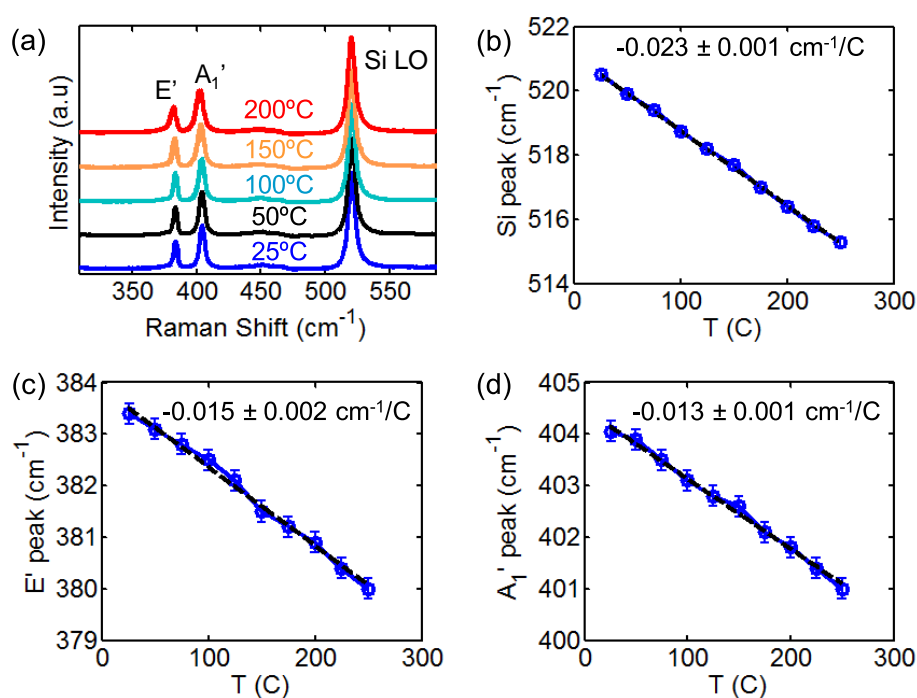 (a)
E’
A₁’
Si LO
200ºC
150ºC
100ºC
50ºC
25ºC
Intensity (a.u)
350 400 450 500 550
Raman Shift (cm⁻¹)
(b)
-0.023 ± 0.001 cm⁻¹/C
Si peak (cm⁻¹)
522
520
518
516
514
0 100 200 300
T (C)
(c)
-0.015 ± 0.002 cm⁻¹/C
E' peak (cm⁻¹)
384
383
382
381
380
379
0 100 200 300
T (C)
(d)
-0.013 ± 0.001 cm⁻¹/C
A₁' peak (cm⁻¹)
405
404
403
402
401
400
0 100 200 300
T (C)